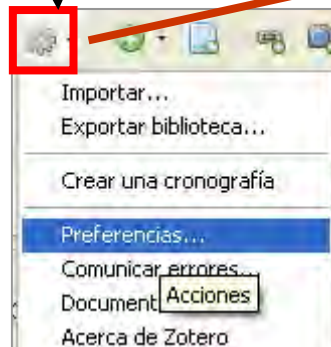 Importar...
Exportar biblioteca...
Crear una cronografía
Preferencias...
Comunicar errores...
Document
Acciones
Acerca de Zotero